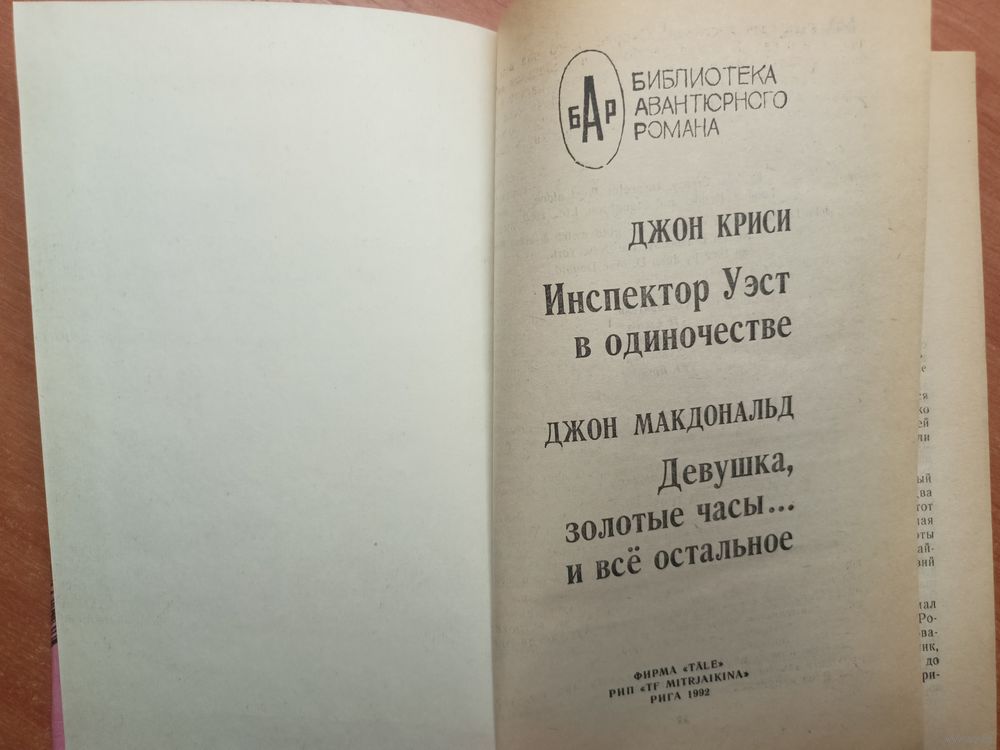 БАР
БИБЛИОТЕКА
АВАНТЮРНОГО
РОМАНА
ДЖОН КРИСИ
Инспектор Уэст
в одиночестве
ДЖОН МАКДОНАЛЬД
Девушка,
золотые часы...
и всё остальное
ФИРМА «TĀLE»
РИП «TF MITRJAIKINA»
РИГА 1992